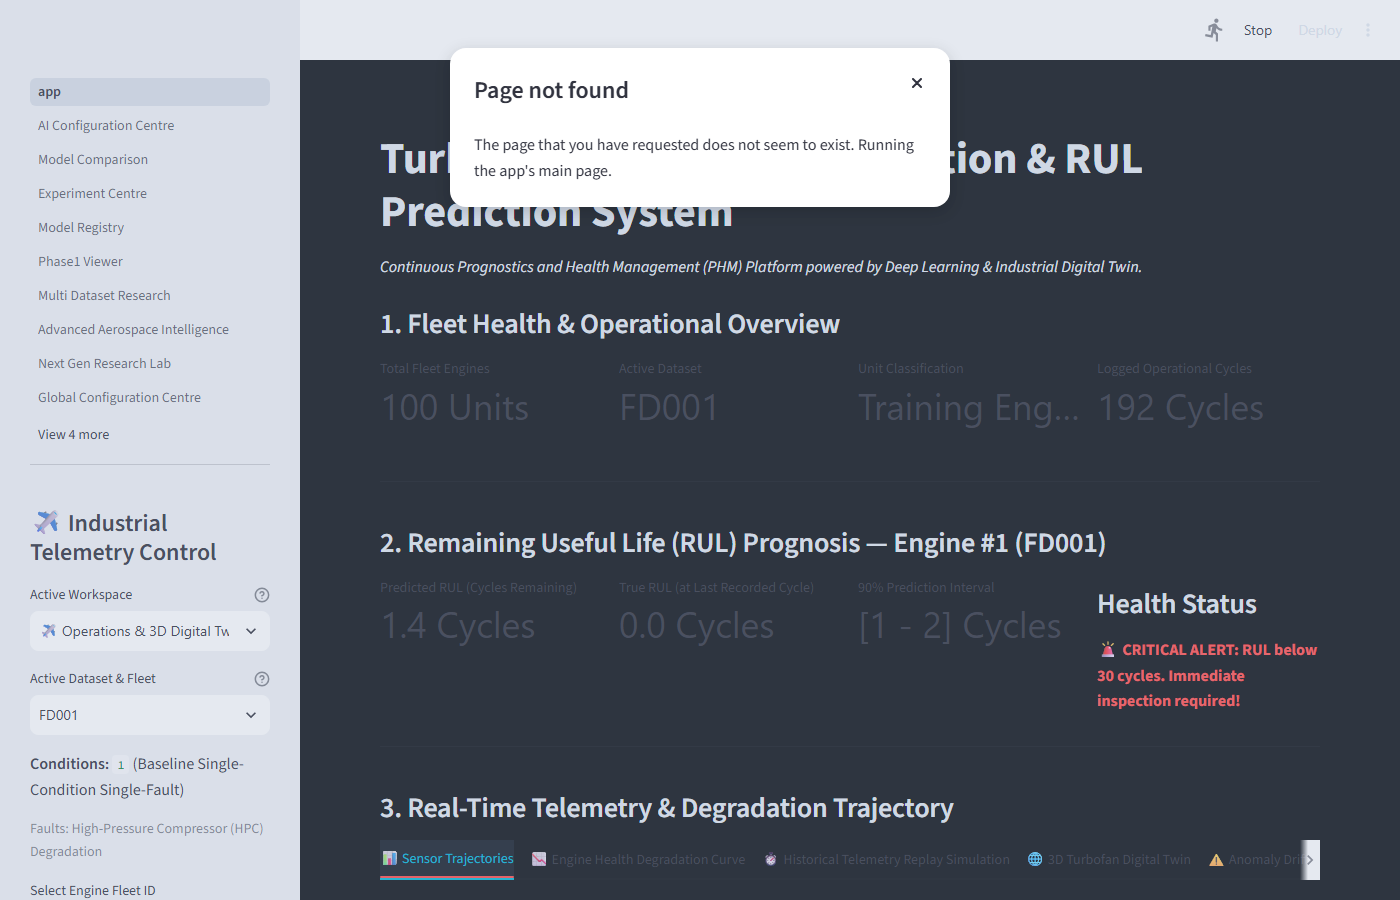 Stop
Deploy
app
AI Configuration Centre
Model Comparison
Experiment Centre
Model Registry
Phase1 Viewer
Multi Dataset Research
Advanced Aerospace Intelligence
Next Gen Research Lab
Global Configuration Centre
View 4 more
Industrial
Telemetry Control
Active Workspace
Operations & 3D Digital Tw
Active Dataset & Fleet
FD001
Conditions: 1 (Baseline Single-
Condition Single-Fault)
Faults: High-Pressure Compressor (HPC)
Degradation
Select Engine Fleet ID
Page not found
The page that you have requested does not seem to exist. Running
the app's main page.
& RUL
Prediction System
Continuous Prognostics and Health Management (PHM) Platform powered by Deep Learning & Industrial Digital Twin.
1. Fleet Health & Operational Overview
Total Fleet Engines
100 Units
Active Dataset
FD001
Unit Classification
Training Eng...
Logged Operational Cycles
192 Cycles
2. Remaining Useful Life (RUL) Prognosis — Engine #1 (FD001)
Predicted RUL (Cycles Remaining)
1.4 Cycles
True RUL (at Last Recorded Cycle)
0.0 Cycles
90% Prediction Interval
[1 - 2] Cycles
Health Status
CRITICAL ALERT: RUL below
30 cycles. Immediate
inspection required!
3. Real-Time Telemetry & Degradation Trajectory
Sensor Trajectories
Engine Health Degradation Curve
Historical Telemetry Replay Simulation
3D Turbofan Digital Twin
Anomaly Dri